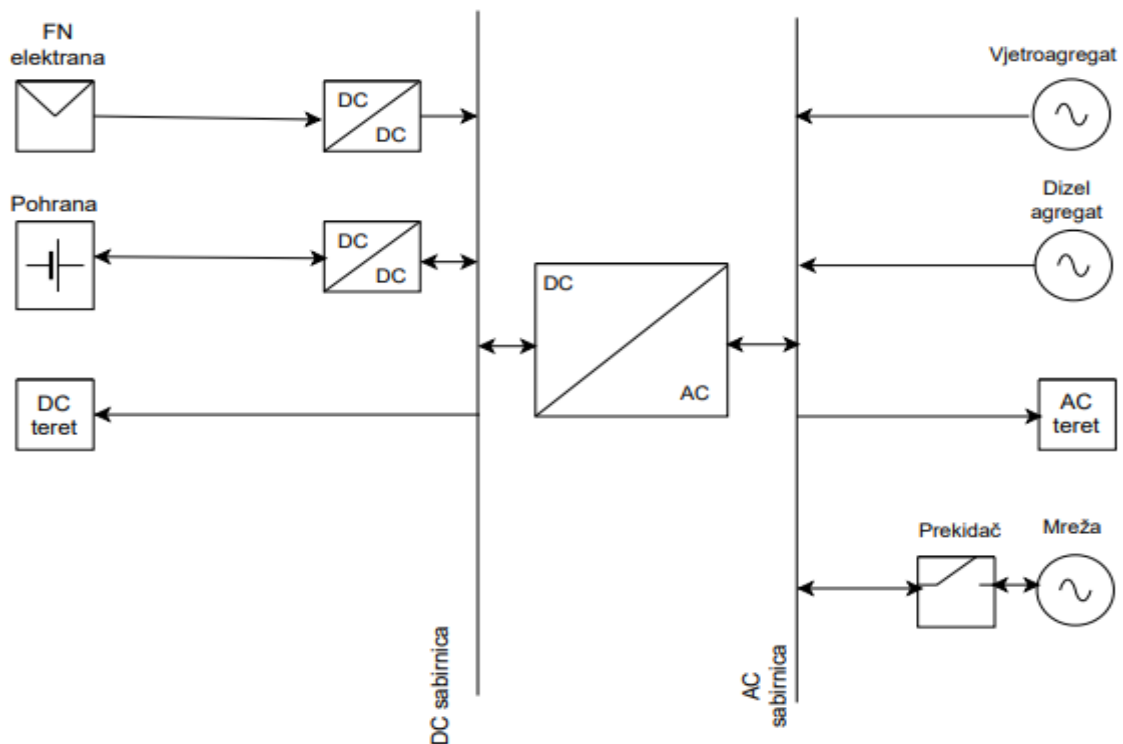 FN
elektrana
DC
DC
Pohrana
DC
DC
DC
teret
DC sabirnica
DC
AC
AC
sabirnica
Vjetroagregat
Dizel
agregat
AC
teret
Prekidač
Mreža